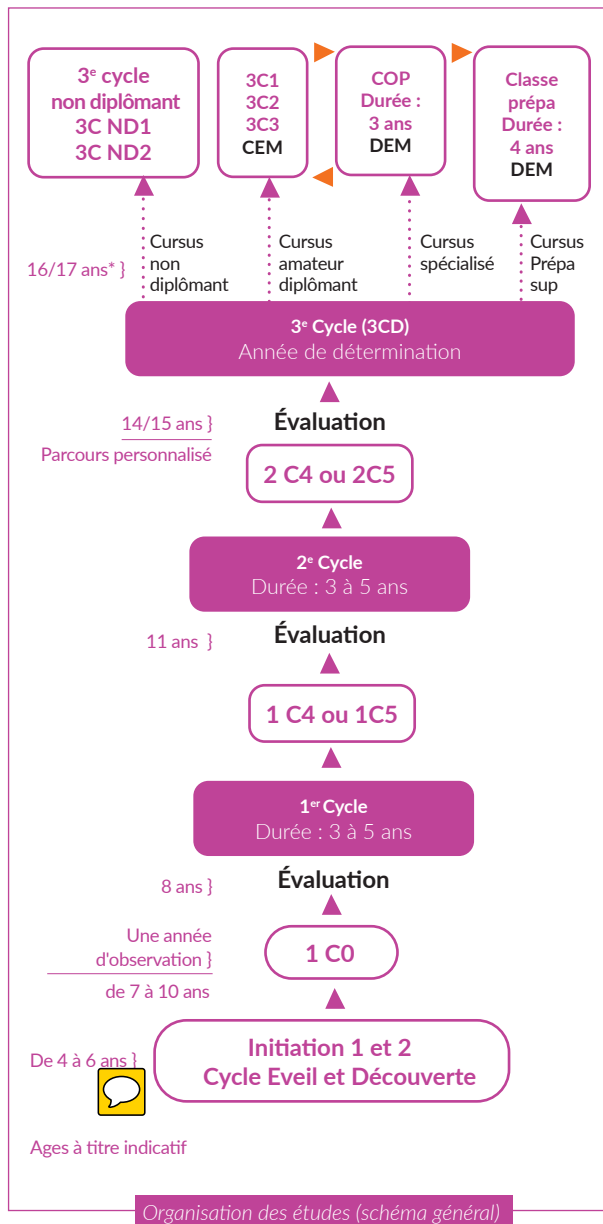 3e cycle
non diplômant
3C ND1
3C ND2
3C1
3C2
3C3
CEM
COP
Durée :
3 ans
DEM
Classe
prépa
Durée :
4 ans
DEM
16/17 ans* }
Cursus
non
diplômant
Cursus
amateur
diplômant
Cursus
spécialisé
Cursus
Prépa
sup
3e Cycle (3CD)
Année de détermination
14/15 ans }
Parcours personnalisé
Évaluation
2 C4 ou 2C5
2e Cycle
Durée : 3 à 5 ans
11 ans }
Évaluation
1 C4 ou 1C5
1er Cycle
Durée : 3 à 5 ans
8 ans }
Évaluation
Une année
d'observation }
de 7 à 10 ans
1 C0
De 4 à 6 ans }
Initiation 1 et 2
Cycle Eveil et Découverte
Ages à titre indicatif
Organisation des études (schéma général)